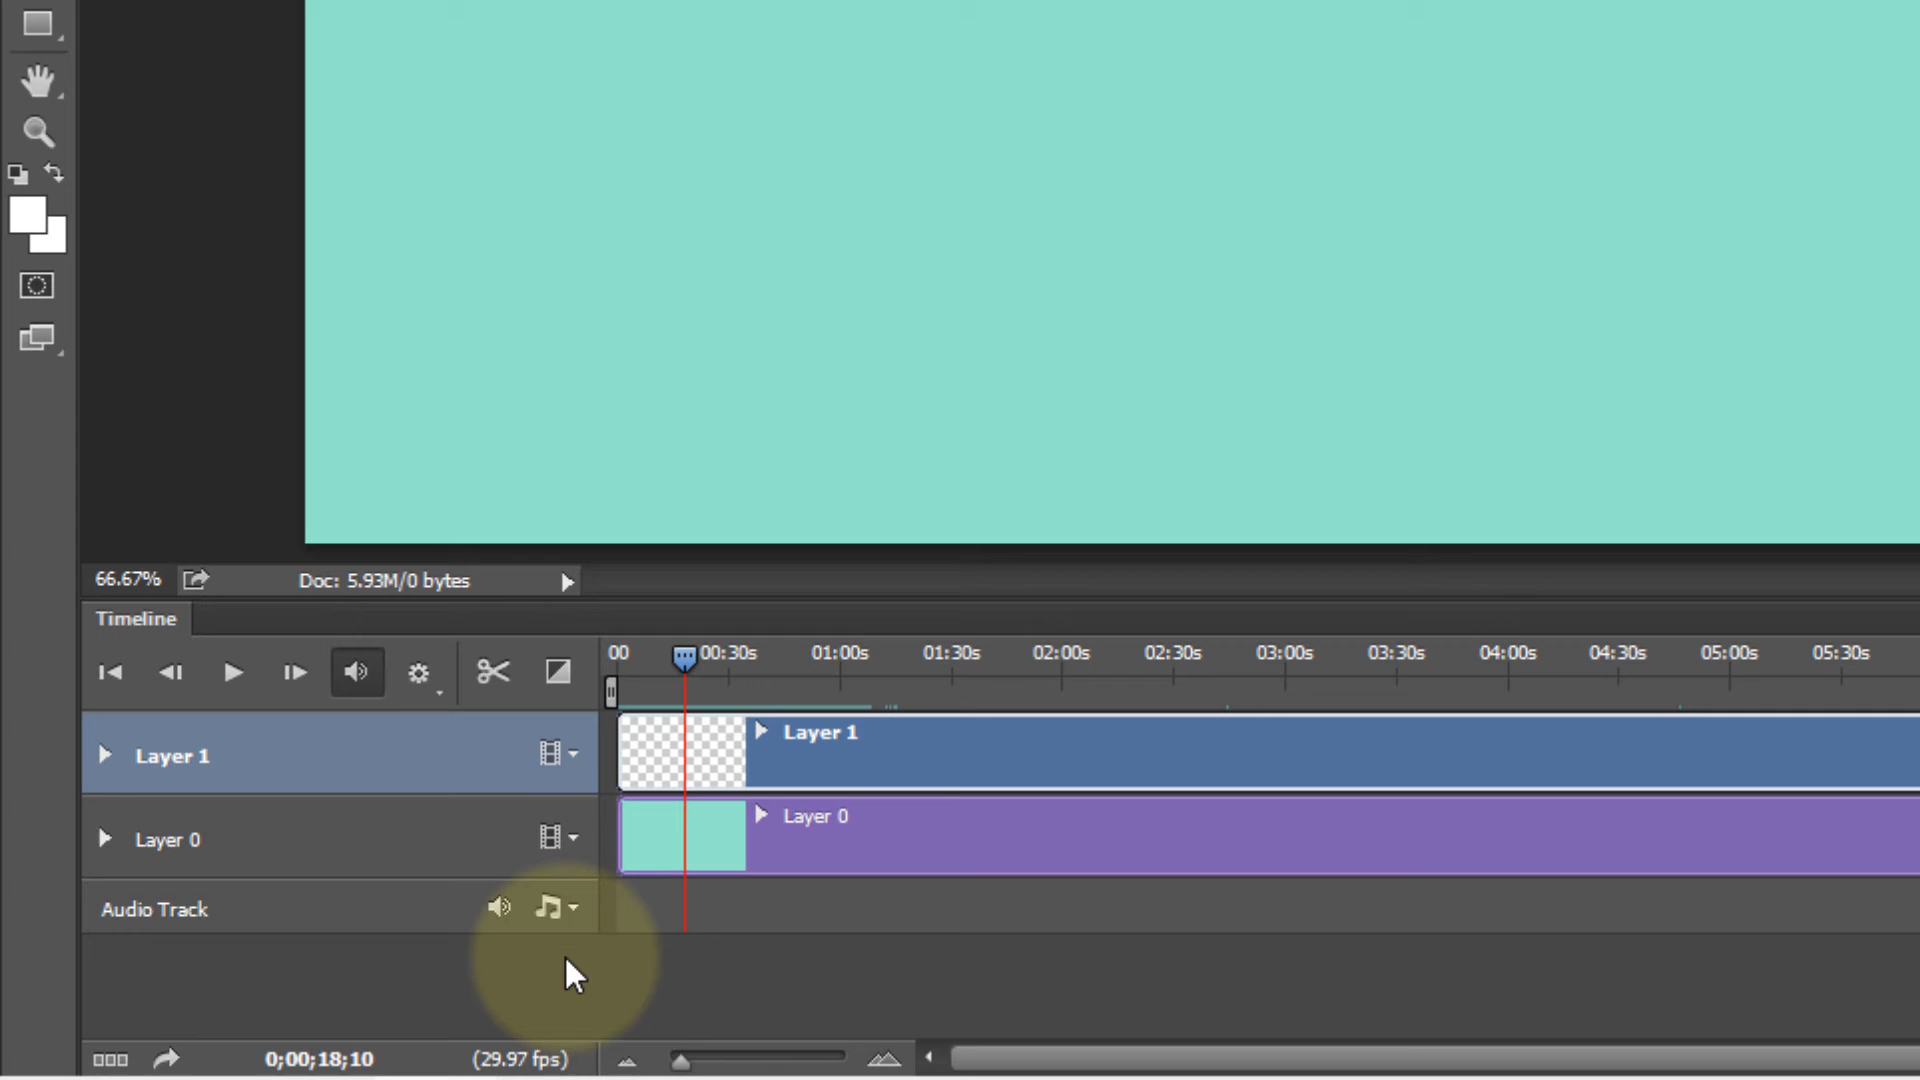 66.67%
Doc: 5.93M/0 bytes
Timeline
00 00:30s 01:00s 01:30s 02:00s 02:30s 03:00s 03:30s 04:00s 04:30s 05:00s 05:30s
Layer 1
Layer 1
Layer 0
Layer 0
Audio Track
0;00;18;10 (29.97 fps)